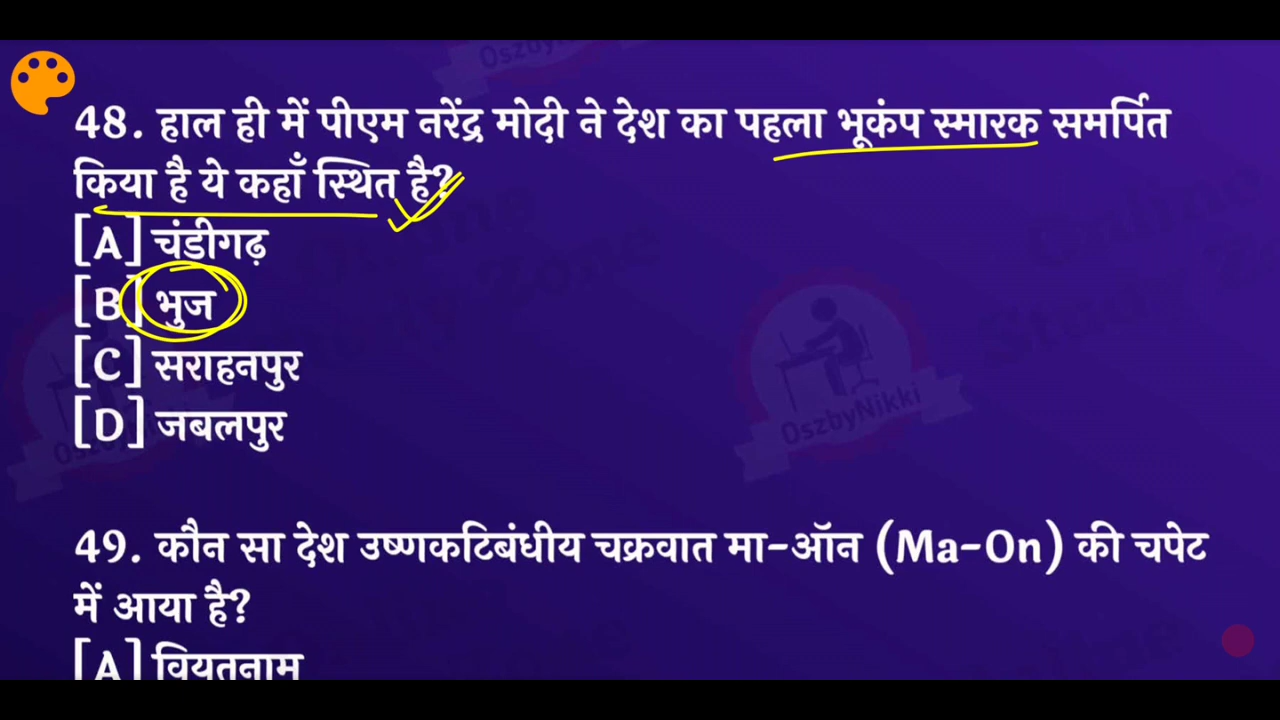 48. हाल ही में पीएम नरेंद्र मोदी ने देश का पहला भूकंप स्मारक समर्पित
किया है ये कहाँ स्थित है?
[A] चंडीगढ़
[B] भुज
[C] सराहनपुर
[D] जबलपुर
OszbyNikki
49. कौन सा देश उष्णकटिबंधीय चक्रवात मा-ऑन (Ma-On) की चपेट
में आया है?
[A] वियतनाम